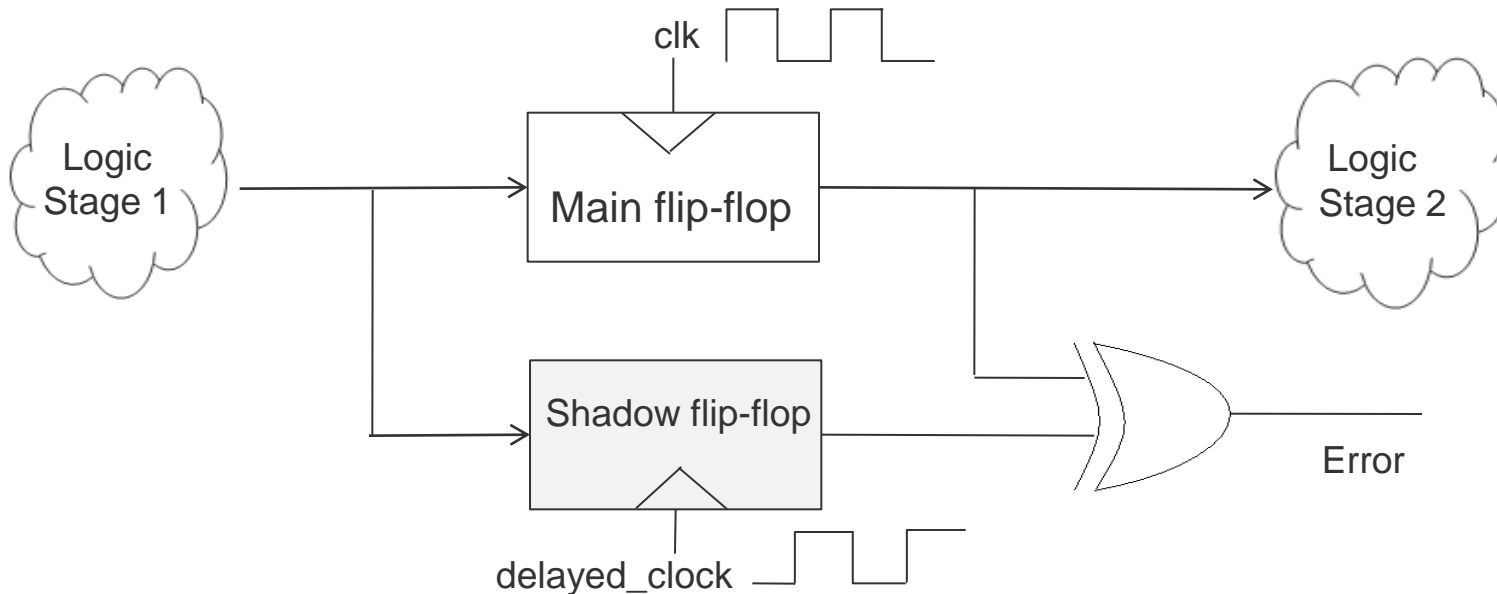 clk
Logic
Stage 1
Main flip-flop
Logic
Stage 2
Shadow flip-flop
Error
delayed_clock